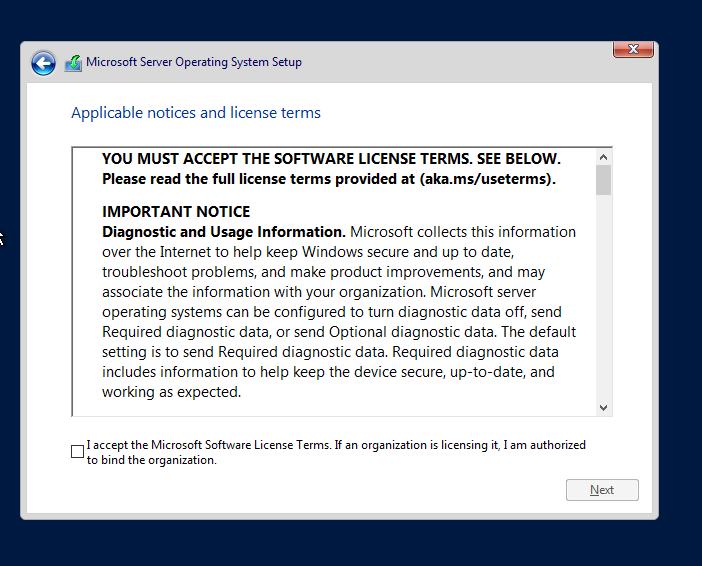 Microsoft Server Operating System Setup
Applicable notices and license terms
YOU MUST ACCEPT THE SOFTWARE LICENSE TERMS. SEE BELOW.
Please read the full license terms provided at (aka.ms/useterms).
IMPORTANT NOTICE
Diagnostic and Usage Information. Microsoft collects this information
over the Internet to help keep Windows secure and up to date,
troubleshoot problems, and make product improvements, and may
associate the information with your organization. Microsoft server
operating systems can be configured to turn diagnostic data off, send
Required diagnostic data, or send Optional diagnostic data. The default
setting is to send Required diagnostic data. Required diagnostic data
includes information to help keep the device secure, up-to-date, and
working as expected.
I accept the Microsoft Software License Terms. If an organization is licensing it, I am authorized
to bind the organization.
Next